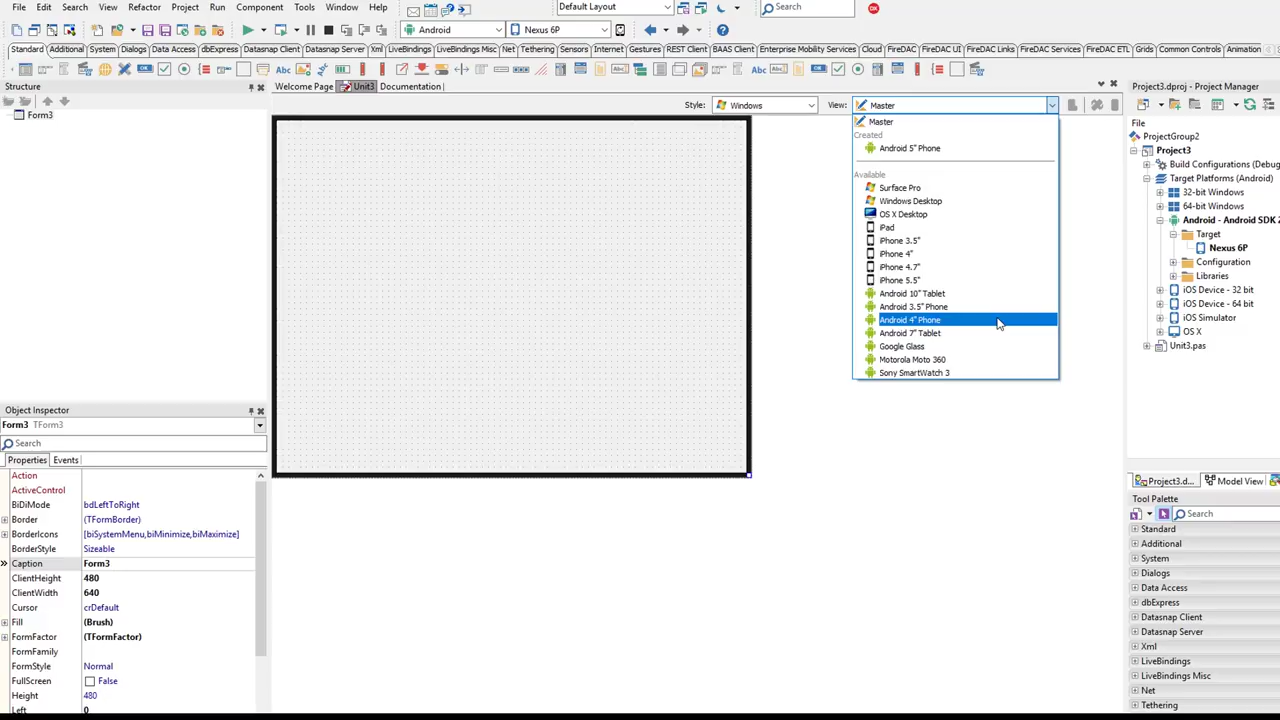 File Edit Search View Refactor Project Run Component Tools Window Help
Default Layout
Search
Android
Nexus 6P
Standard Additional System Dialogs Data Access dbExpress Datasnap Client Datasnap Server Xml LiveBindings LiveBindings Misc Net Tethering Sensors Internet Gestures REST Client BAAS Client Enterprise Mobility Services Cloud FireDAC FireDAC UI FireDAC Links FireDAC Services FireDAC ETL Grids Common Controls Animation
Structure
Form3
Welcome Page Unit3 Documentation
Style: Windows View: Master
Master
Created
Android 5" Phone
Available
Surface Pro
Windows Desktop
OS X Desktop
iPad
iPhone 3.5"
iPhone 4"
iPhone 4.7"
iPhone 5.5"
Android 10" Tablet
Android 3.5" Phone
Android 4" Phone
Android 7" Tablet
Google Glass
Motorola Moto 360
Sony SmartWatch 3
Project3.dproj - Project Manager
File
ProjectGroup2
Project3
Build Configurations (Debug
Target Platforms (Android)
32-bit Windows
64-bit Windows
Android - Android SDK 2
Target
Nexus 6P
Configuration
Libraries
iOS Device - 32 bit
iOS Device - 64 bit
iOS Simulator
OS X
Unit3.pas
Object Inspector
Form3 TForm3
Search
Properties Events
Action
ActiveControl
BiDiMode bdLeftToRight
Border (TFormBorder)
BorderIcons [biSystemMenu,biMinimize,biMaximize]
BorderStyle Sizeable
Caption Form3
ClientHeight 480
ClientWidth 640
Cursor crDefault
Fill (Brush)
FormFactor (TFormFactor)
FormFamily
FormStyle Normal
FullScreen False
Height 480
Left 0
Project3.d... Model View
Tool Palette
Search
Standard
Additional
System
Dialogs
Data Access
dbExpress
Datasnap Client
Datasnap Server
Xml
LiveBindings
LiveBindings Misc
Net
Tethering